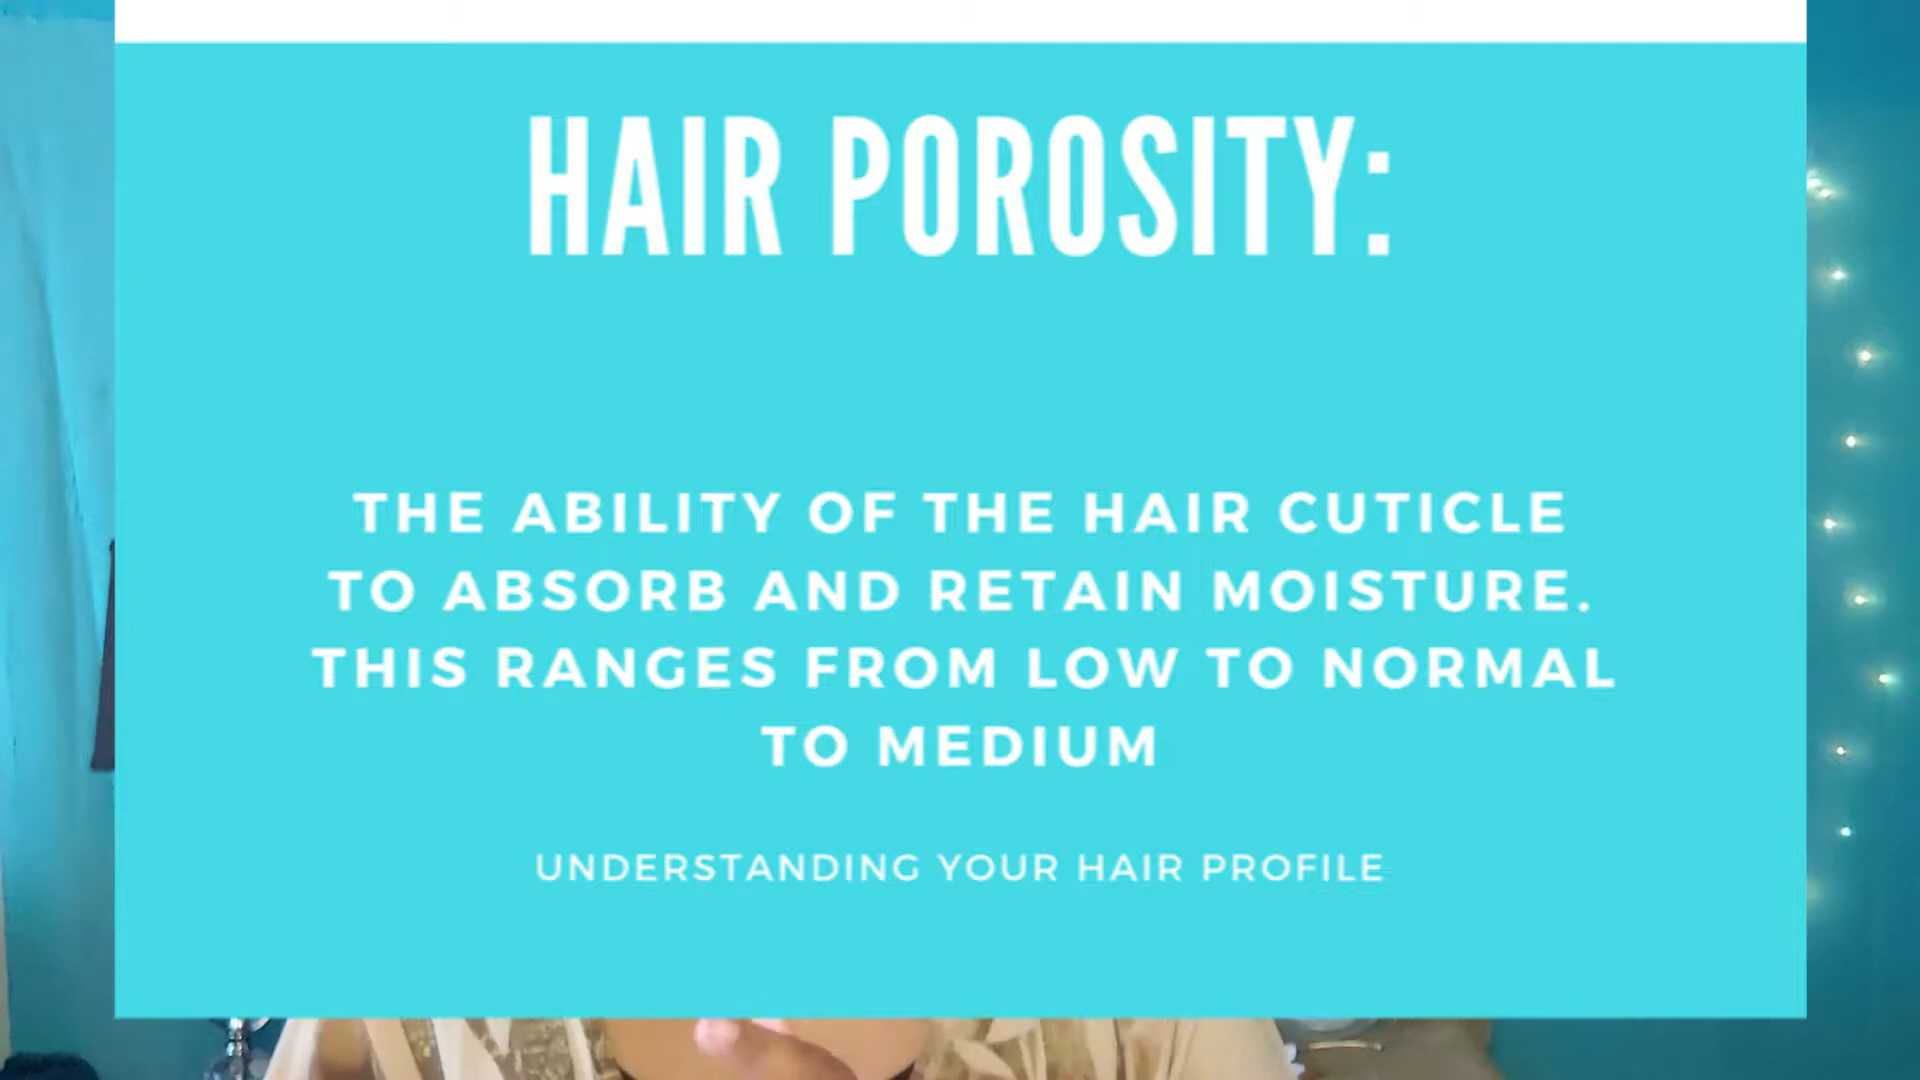 HAIR POROSITY:
THE ABILITY OF THE HAIR CUTICLE
TO ABSORB AND RETAIN MOISTURE.
THIS RANGES FROM LOW TO NORMAL
TO MEDIUM
UNDERSTANDING YOUR HAIR PROFILE